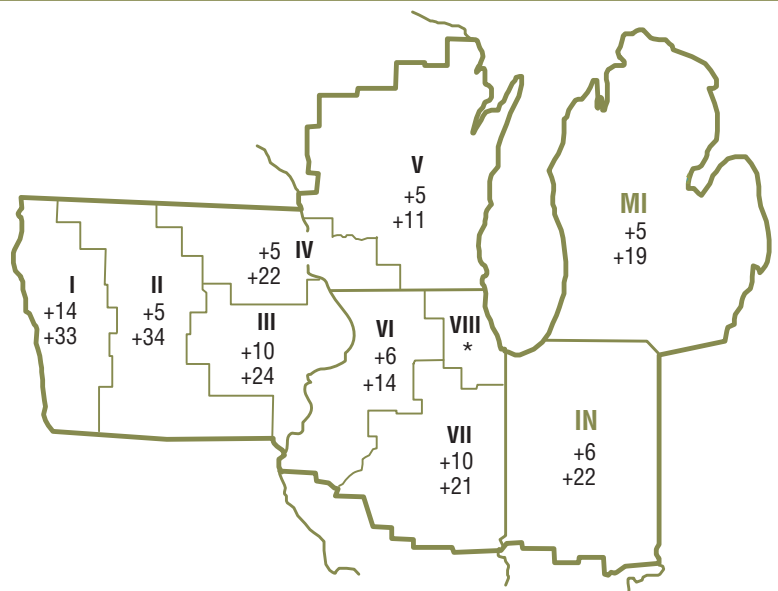 V
+5
+11
MI
+5
+19
IV
+5
+22
I
+14
+33
II
+5
+34
III
+10
+24
VI
+6
+14
VIII
*
VII
+10
+21
IN
+6
+22